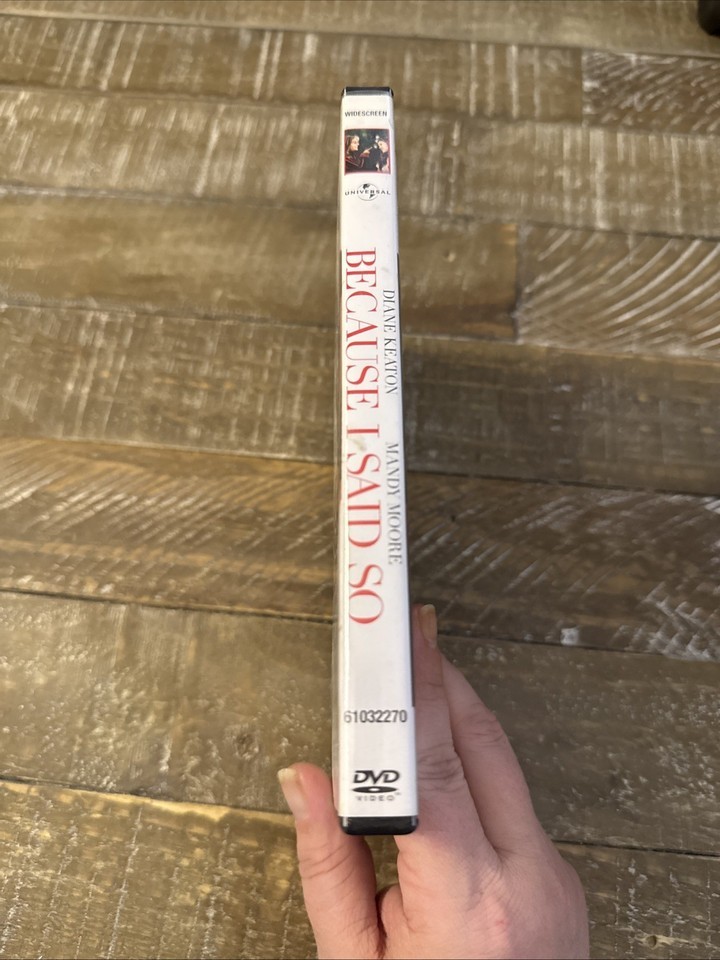 WIDESCREEN
UNIVERSAL
DIANE KEATON MANDY MOORE
BECAUSE I SAID SO
61032270
DVD
VIDEO